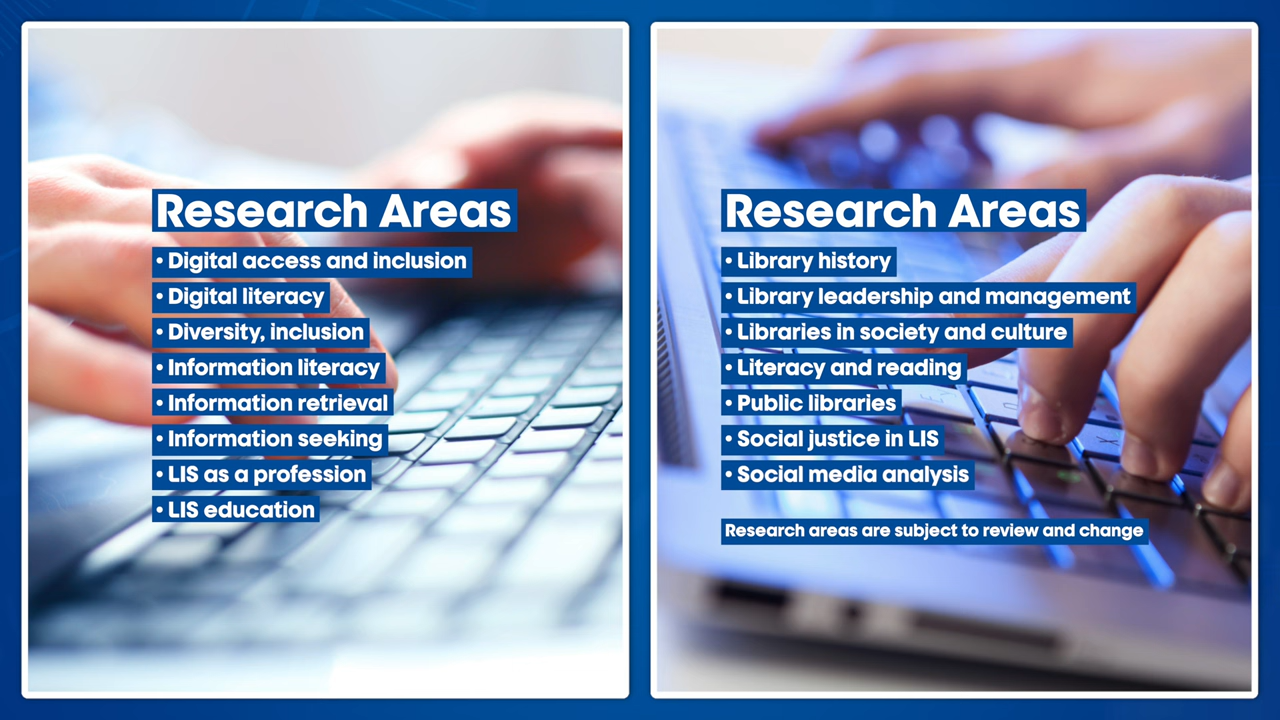 Research Areas
• Digital access and inclusion
• Digital literacy
• Diversity, inclusion
• Information literacy
• Information retrieval
• Information seeking
• LIS as a profession
• LIS education
Research Areas
• Library history
• Library leadership and management
• Libraries in society and culture
• Literacy and reading
• Public libraries
• Social justice in LIS
• Social media analysis
Research areas are subject to review and change